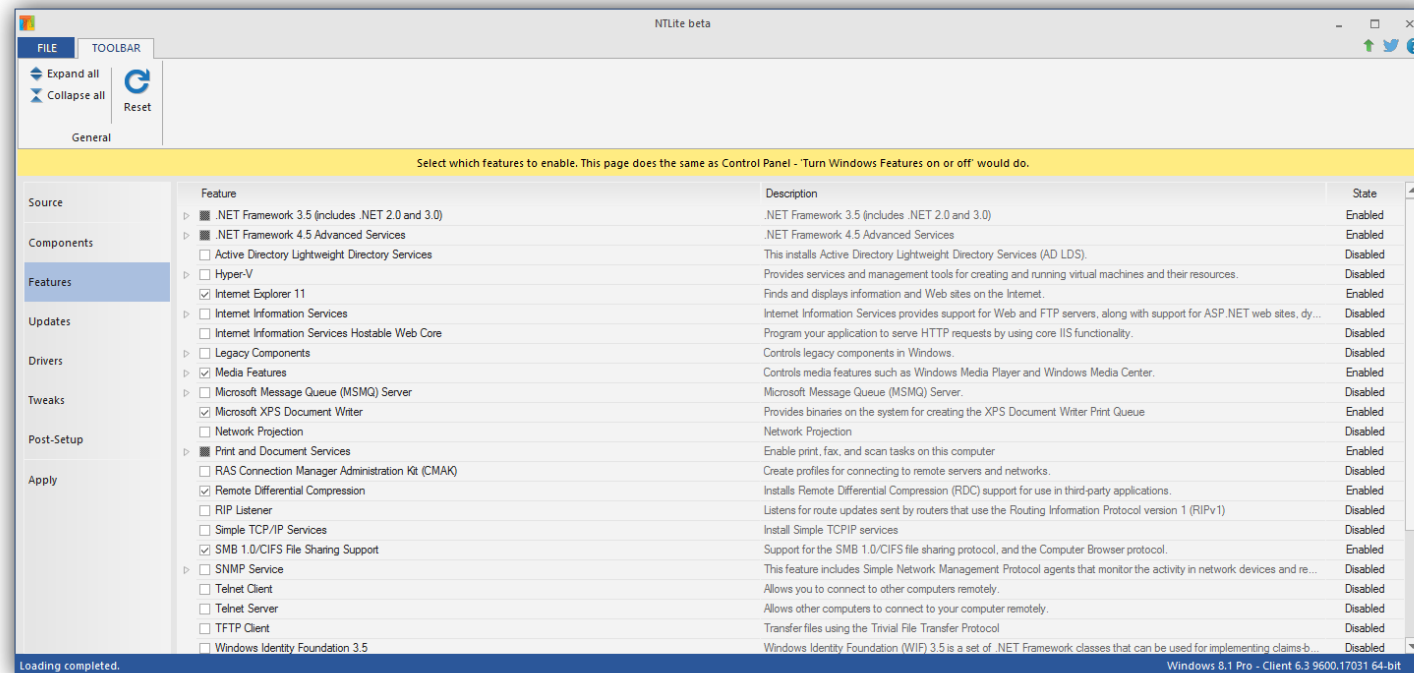 NTLite beta
FILE TOOLBAR
Expand all
Collapse all
Reset
General
Select which features to enable. This page does the same as Control Panel - 'Turn Windows Features on or off' would do.
Source
Components
Features
Updates
Drivers
Tweaks
Post-Setup
Apply
Feature Description State
.NET Framework 3.5 (includes .NET 2.0 and 3.0) .NET Framework 3.5 (includes .NET 2.0 and 3.0) Enabled
.NET Framework 4.5 Advanced Services .NET Framework 4.5 Advanced Services Enabled
Active Directory Lightweight Directory Services This installs Active Directory Lightweight Directory Services (AD LDS). Disabled
Hyper-V Provides services and management tools for creating and running virtual machines and their resources. Disabled
Internet Explorer 11 Finds and displays information and Web sites on the Internet. Enabled
Internet Information Services Internet Information Services provides support for Web and FTP servers, along with support for ASP.NET web sites, dy... Disabled
Internet Information Services Hostable Web Core Program your application to serve HTTP requests by using core IIS functionality. Disabled
Legacy Components Controls legacy components in Windows. Disabled
Media Features Controls media features such as Windows Media Player and Windows Media Center. Enabled
Microsoft Message Queue (MSMQ) Server Microsoft Message Queue (MSMQ) Server. Disabled
Microsoft XPS Document Writer Provides binaries on the system for creating the XPS Document Writer Print Queue Enabled
Network Projection Network Projection Disabled
Print and Document Services Enable print, fax, and scan tasks on this computer Enabled
RAS Connection Manager Administration Kit (CMAK) Create profiles for connecting to remote servers and networks. Disabled
Remote Differential Compression Installs Remote Differential Compression (RDC) support for use in third-party applications. Enabled
RIP Listener Listens for route updates sent by routers that use the Routing Information Protocol version 1 (RIPv1) Disabled
Simple TCP/IP Services Install Simple TCPIP services Disabled
SMB 1.0/CIFS File Sharing Support Support for the SMB 1.0/CIFS file sharing protocol, and the Computer Browser protocol. Enabled
SNMP Service This feature includes Simple Network Management Protocol agents that monitor the activity in network devices and re... Disabled
Telnet Client Allows you to connect to other computers remotely. Disabled
Telnet Server Allows other computers to connect to your computer remotely. Disabled
TFTP Client Transfer files using the Trivial File Transfer Protocol Disabled
Windows Identity Foundation 3.5 Windows Identity Foundation (WIF) 3.5 is a set of .NET Framework classes that can be used for implementing claims-b... Disabled
Loading completed. Windows 8.1 Pro - Client 6.3 9600.17031 64-bit